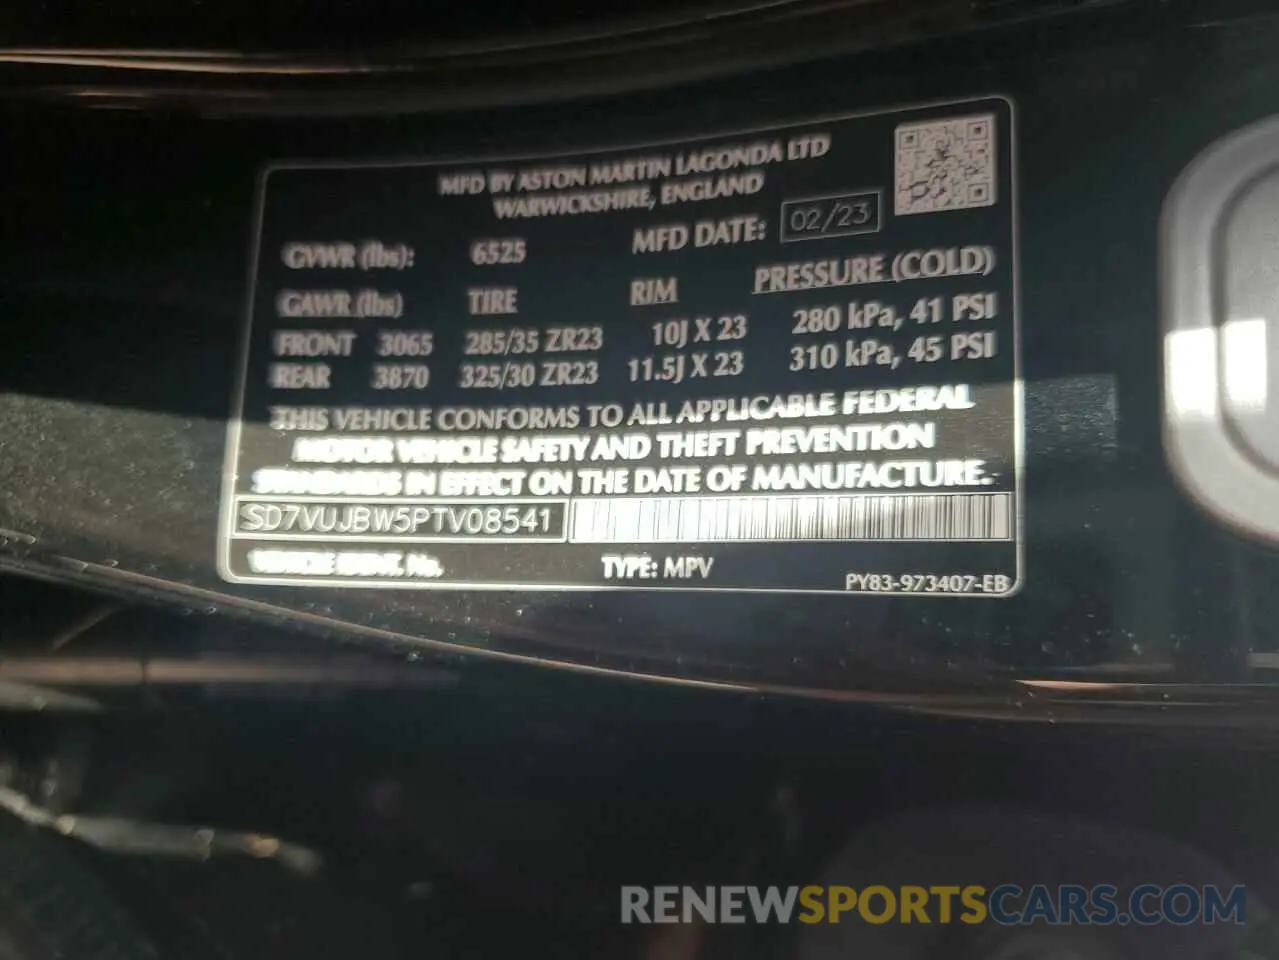 MFD BY ASTON MARTIN LAGONDA LTD
WARWICKSHIRE, ENGLAND
GVWR (lbs): 6525 MFD DATE: 02/23
GAWR (lbs) TIRE RIM PRESSURE (COLD)
FRONT 3065 285/35 ZR23 10J X 23 280 kPa, 41 PSI
REAR 3870 325/30 ZR23 11.5J X 23 310 kPa, 45 PSI
THIS VEHICLE CONFORMS TO ALL APPLICABLE FEDERAL
MOTOR VEHICLE SAFETY AND THEFT PREVENTION
STANDARDS IN EFFECT ON THE DATE OF MANUFACTURE.
SD7VUJBW5PTV08541
VEHICLE IDENT. No. TYPE: MPV PY83-973407-EB
RENEWSPORTSCARS.COM